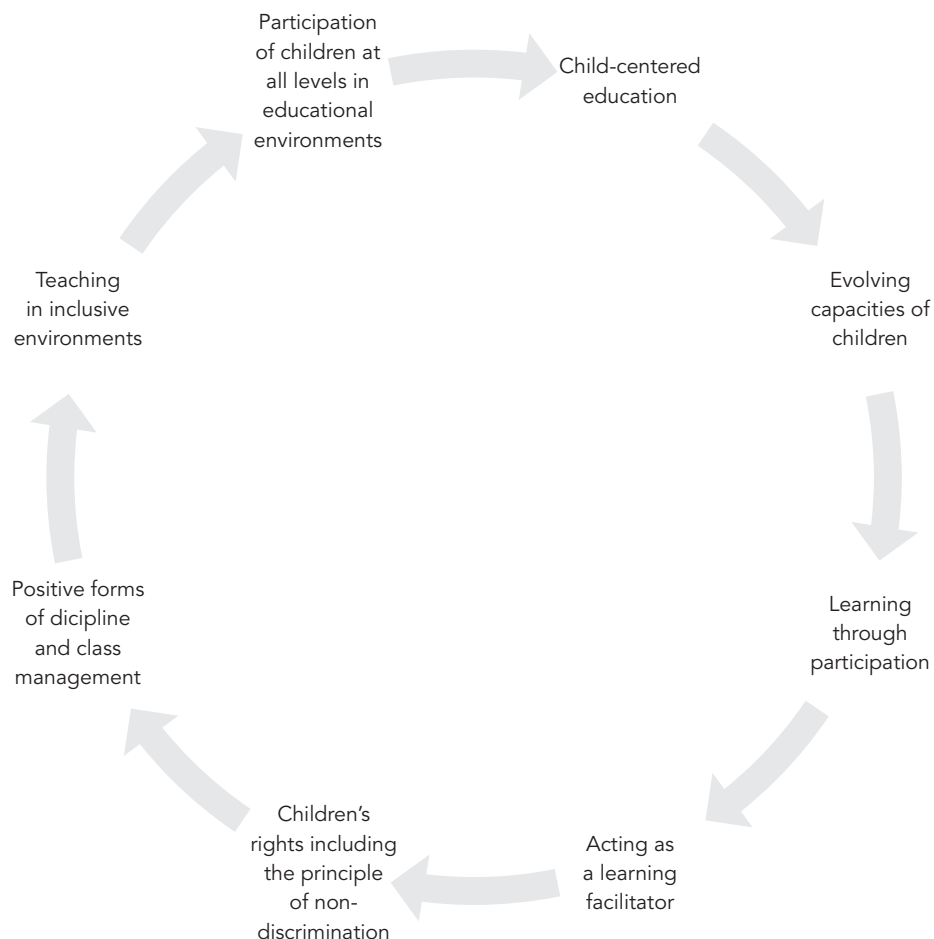 Participation
of children at
all levels in
educational
environments
Child-centered
education
Evolving
capacities of
children
Learning
through
participation
Acting as
a learning
facilitator
Children’s
rights including
the principle
of non-
discrimination
Positive forms
of dicipline
and class
management
Teaching
in inclusive
environments